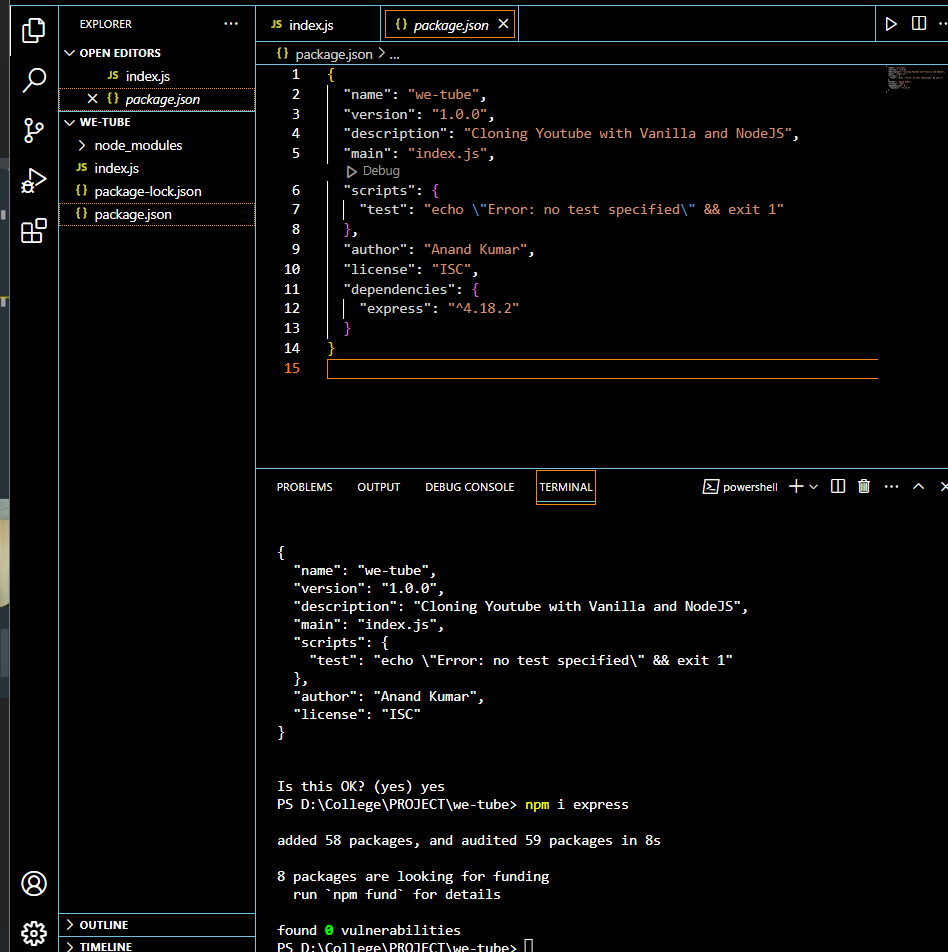 EXPLORER
OPEN EDITORS
JS index.js
{} package.json
WE-TUBE
node_modules
JS index.js
{} package-lock.json
{} package.json
OUTLINE
TIMELINE
JS index.js {} package.json
{} package.json > ...
1 {
2 "name": "we-tube",
3 "version": "1.0.0",
4 "description": "Cloning Youtube with Vanilla and NodeJS",
5 "main": "index.js",
Debug
6 "scripts": {
7 "test": "echo \"Error: no test specified\" && exit 1"
8 },
9 "author": "Anand Kumar",
10 "license": "ISC",
11 "dependencies": {
12 "express": "^4.18.2"
13 }
14 }
15
PROBLEMS OUTPUT DEBUG CONSOLE TERMINAL powershell
{
"name": "we-tube",
"version": "1.0.0",
"description": "Cloning Youtube with Vanilla and NodeJS",
"main": "index.js",
"scripts": {
"test": "echo \"Error: no test specified\" && exit 1"
},
"author": "Anand Kumar",
"license": "ISC"
}
Is this OK? (yes) yes
PS D:\College\PROJECT\we-tube> npm i express
added 58 packages, and audited 59 packages in 8s
8 packages are looking for funding
run `npm fund` for details
found 0 vulnerabilities
PS D:\College\PROJECT\we-tube>